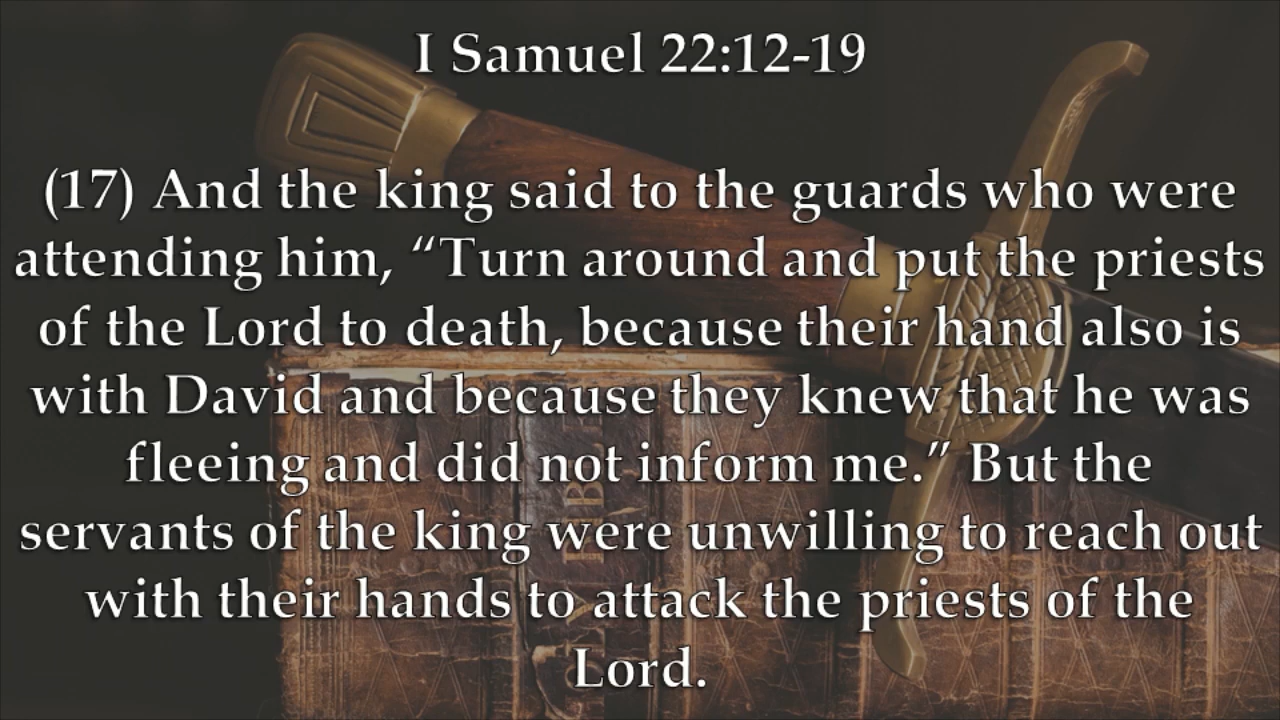 I Samuel 22:12-19
(17) And the king said to the guards who were
attending him, “Turn around and put the priests
of the Lord to death, because their hand also is
with David and because they knew that he was
fleeing and did not inform me.” But the
servants of the king were unwilling to reach out
with their hands to attack the priests of the
Lord.